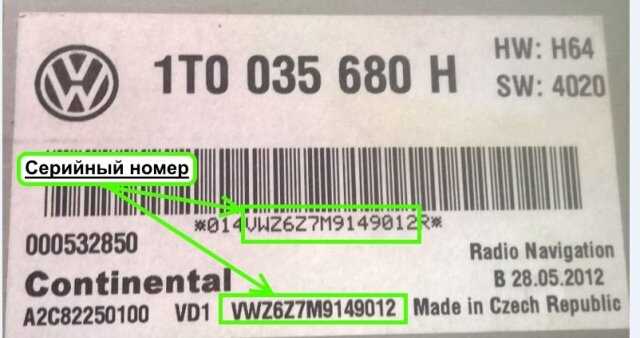 1T0 035 680 H
HW: H64
SW: 4020
Серийный номер
*014VWZ6Z7M9149012R*
000532850
Radio Navigation
Continental
B 28.05.2012
A2C82250100 VD1 VWZ6Z7M9149012 Made in Czech Republic